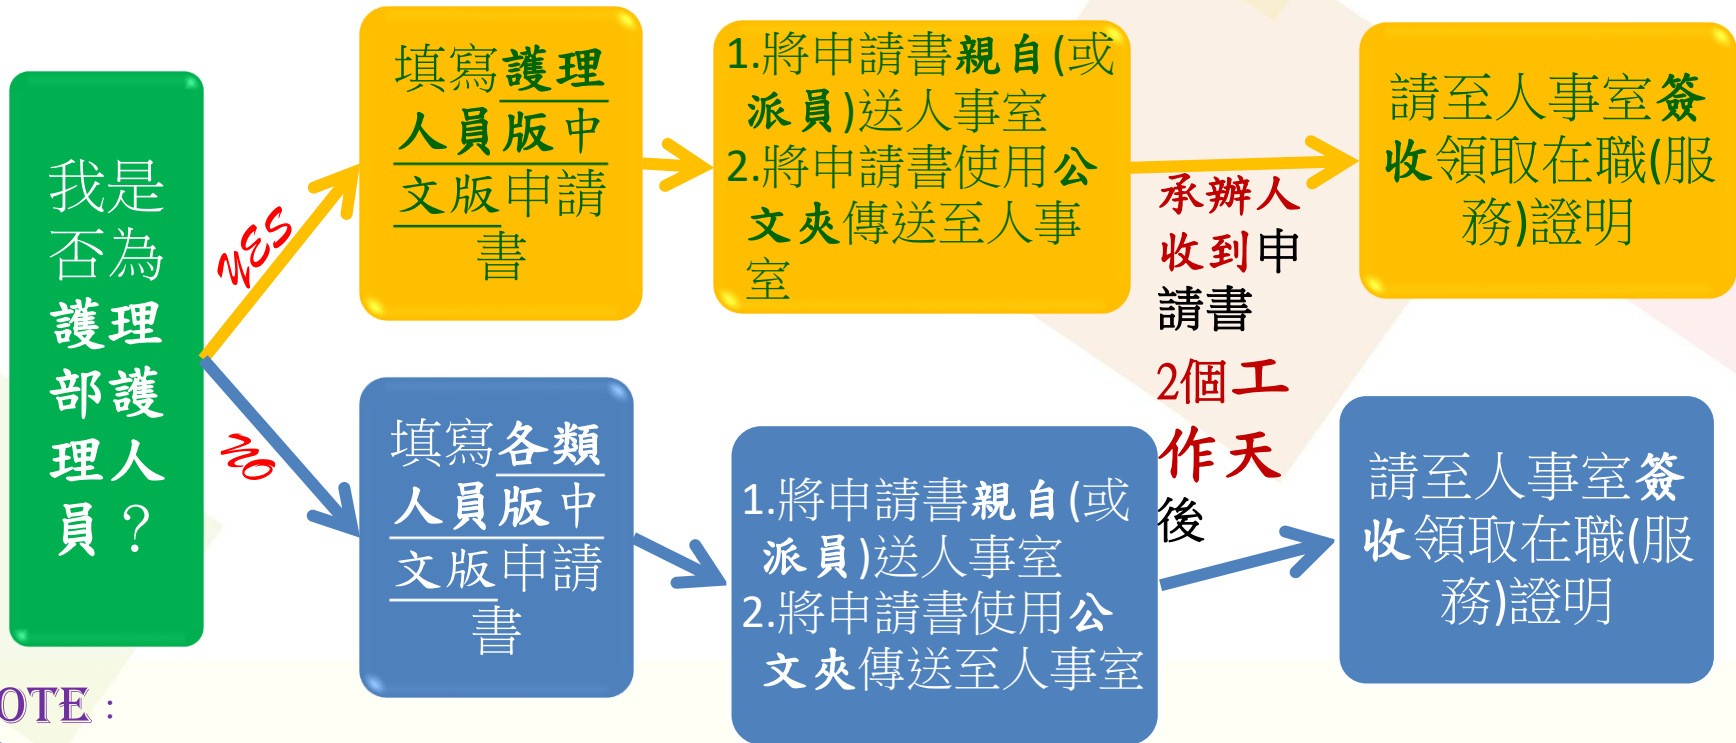 我是
否為
護理
部護
理人
員？
YES
NO
填寫護理
人員版中
文版申請
書
1.將申請書親自(或
派員)送人事室
2.將申請書使用公
文夾傳送至人事
室
承辦人
收到申
請書
2個工
作天
後
請至人事室簽
收領取在職(服
務)證明
填寫各類
人員版中
文版申請
書
1.將申請書親自(或
派員)送人事室
2.將申請書使用公
文夾傳送至人事室
請至人事室簽
收領取在職(服
務)證明
OTE：